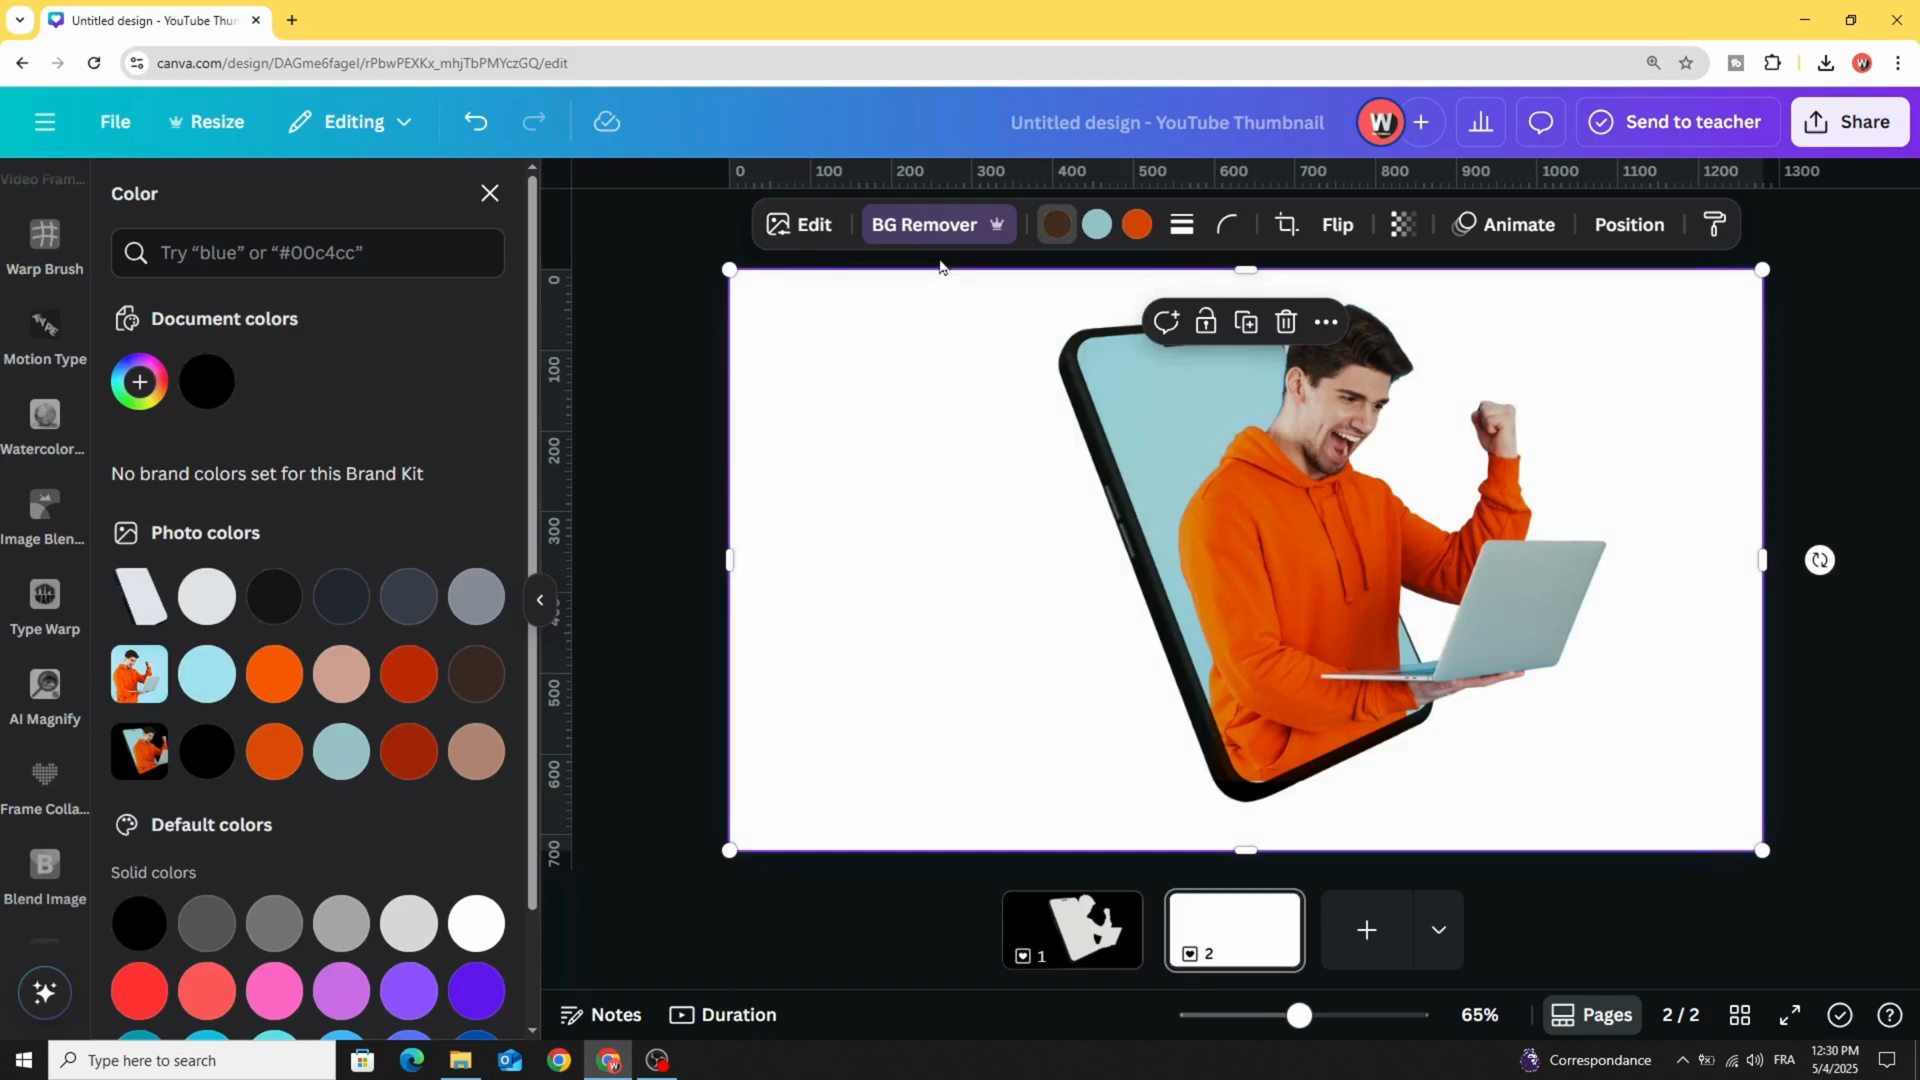 Untitled design - YouTube Thun
canva.com/design/DAGme6fageI/rPbwPEXKx_mhjTbPMYczGQ/edit
File
Resize
Editing
Untitled design - YouTube Thumbnail
W
Send to teacher
Share
Video Fram...
Warp Brush
Motion Type
Watercolor...
Image Blen...
Type Warp
AI Magnify
Frame Colla...
Blend Image
Color
Try “blue” or “#00c4cc”
Document colors
No brand colors set for this Brand Kit
Photo colors
Default colors
Solid colors
0 100 200 300 400 500 600 700 800 900 1000 1100 1200 1300
Edit
BG Remover
Flip
Animate
Position
0
100
200
300
500
600
700
1
2
Notes
Duration
65%
Pages
2 / 2
Type here to search
Correspondance
FRA
12:30 PM
5/4/2025